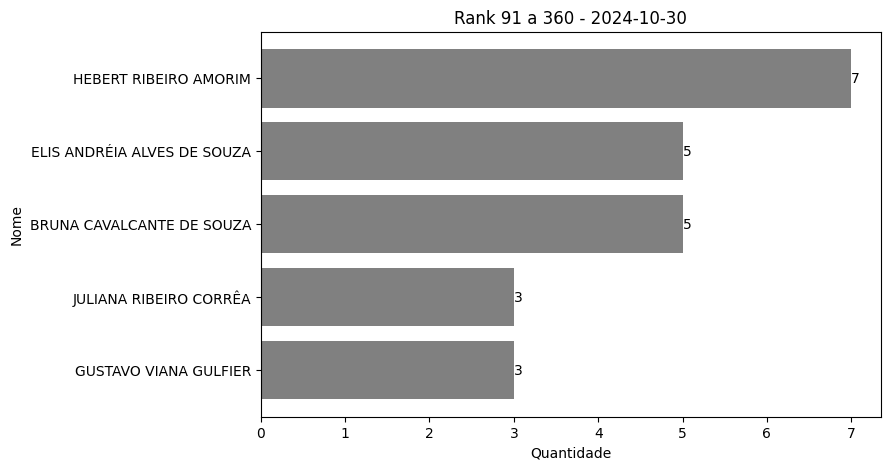 Rank 91 a 360 - 2024-10-30
HEBERT RIBEIRO AMORIM
7
ELIS ANDRÉIA ALVES DE SOUZA
5
BRUNA CAVALCANTE DE SOUZA
5
JULIANA RIBEIRO CORRÊA
3
GUSTAVO VIANA GULFIER
3
Nome
0 1 2 3 4 5 6 7
Quantidade